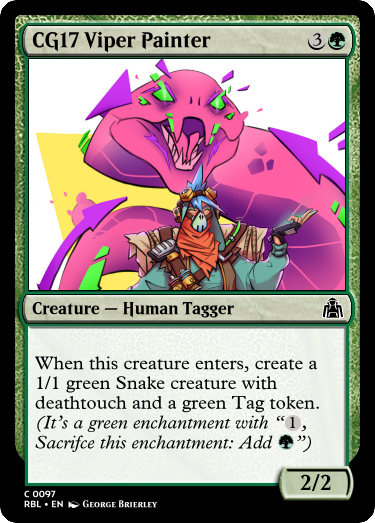 CG17 Viper Painter 3
Creature — Human Tagger
When this creature enters, create a
1/1 green Snake creature with
deathtouch and a green Tag token.
(It's a green enchantment with “1,
Sacrifce this enchantment: Add ”)
2/2
C 0097
RBL • EN George Brierley